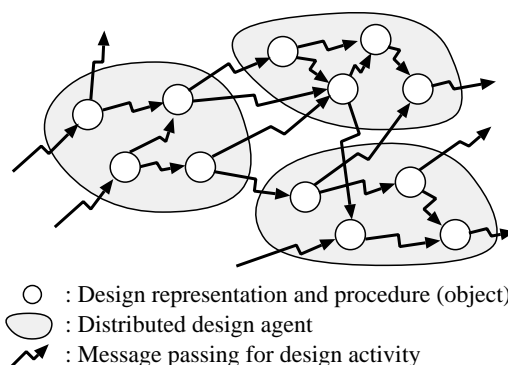 : Design representation and procedure (object)
: Distributed design agent
: Message passing for design activity